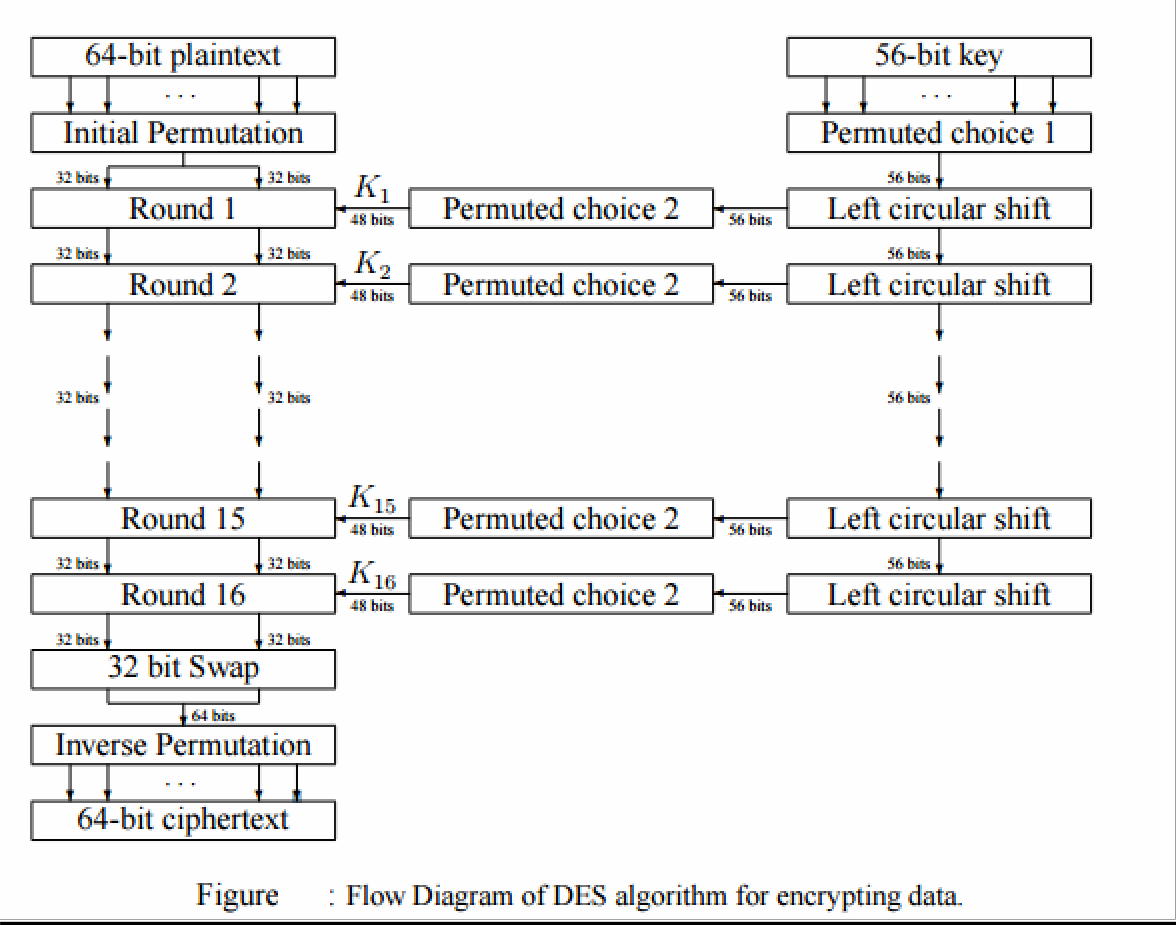 64-bit plaintext
56-bit key
. . .
. . .
Initial Permutation
Permuted choice 1
32 bits
32 bits
56 bits
Round 1
K1
48 bits
Permuted choice 2
56 bits
Left circular shift
32 bits
32 bits
56 bits
Round 2
K2
48 bits
Permuted choice 2
56 bits
Left circular shift
32 bits
32 bits
56 bits
Round 15
K15
48 bits
Permuted choice 2
56 bits
Left circular shift
32 bits
32 bits
56 bits
Round 16
K16
48 bits
Permuted choice 2
56 bits
Left circular shift
32 bits
32 bits
32 bit Swap
64 bits
Inverse Permutation
. . .
64-bit ciphertext
Figure : Flow Diagram of DES algorithm for encrypting data.